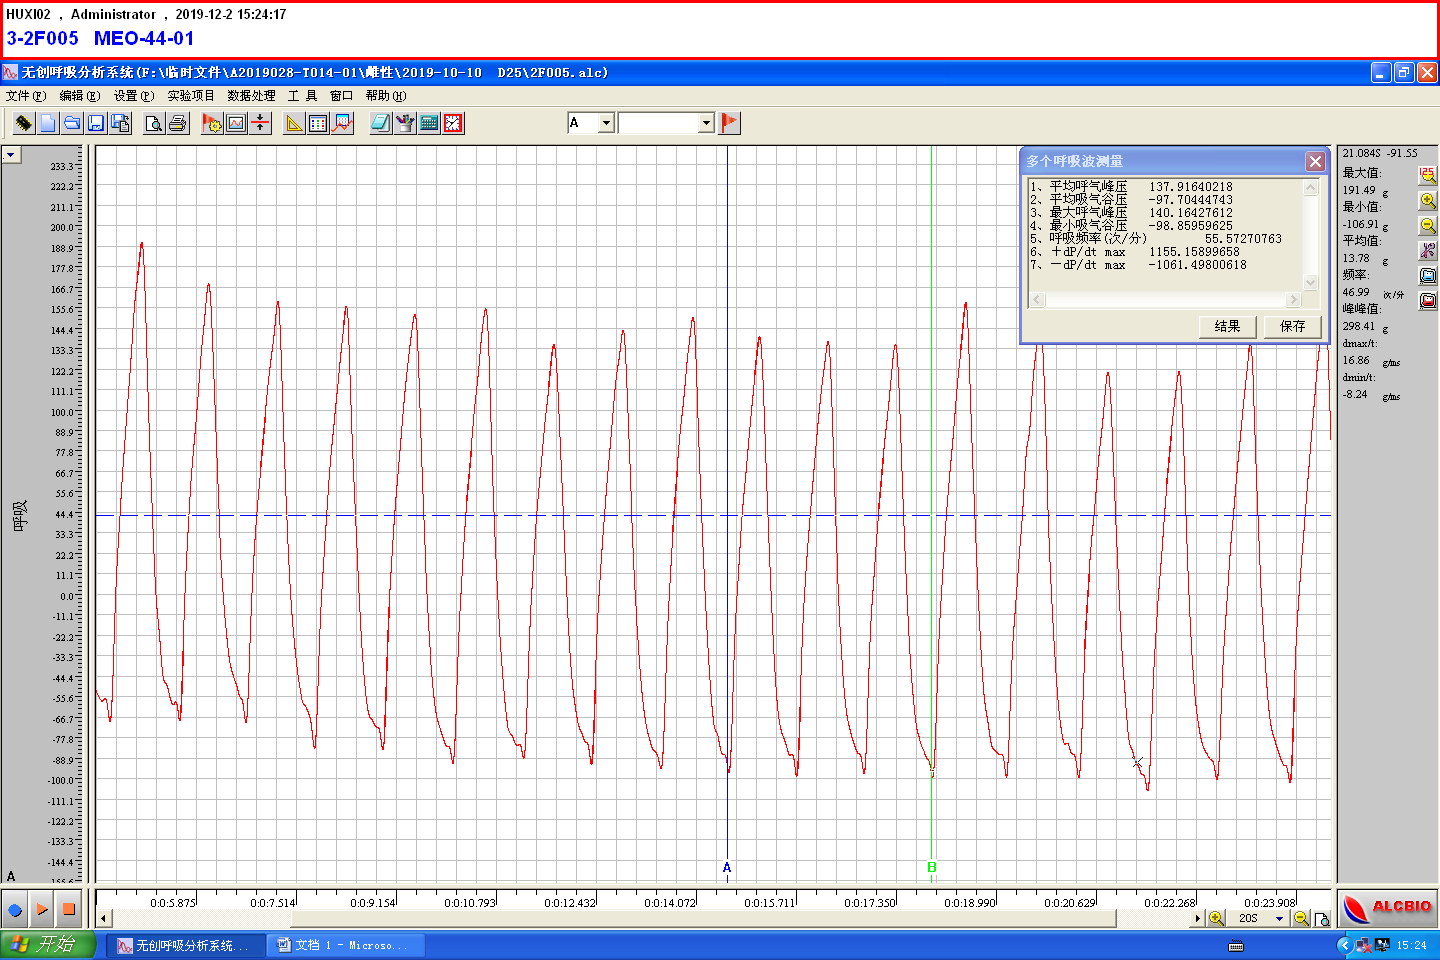 HUXI02 , Administrator , 2019-12-2 15:24:17
3-2F005 MEO-44-01
无创呼吸分析系统(F:\临时文件\A2019028-T014-01\雌性\2019-10-10 D25\2F005.alc)
文件(F) 编辑(E) 设置(P) 实验项目 数据处理 工具 窗口 帮助(H)
A
多个呼吸波测量
1、平均呼气峰压 137.91640218
2、平均吸气谷压 -97.70444743
3、最大呼气峰压 140.16427612
4、最小吸气谷压 -98.85959625
5、呼吸频率(次/分) 55.57270763
6、＋dP/dt max 1155.15899658
7、－dP/dt max -1061.49800618
结果 保存
21.084S -91.55
最大值:
191.49 g
最小值:
-106.91 g
平均值:
13.78 g
频率:
46.99 次/分
峰峰值:
298.41 g
dmax/t:
16.86 g/ms
dmin/t:
-8.24 g/ms
125
233.3
222.2
211.1
200.0
188.9
177.8
166.7
155.6
144.4
133.3
122.2
111.1
100.0
88.9
77.8
66.7
55.6
44.4
33.3
22.2
11.1
0.0
-11.1
-22.2
-33.3
-44.4
-55.6
-66.7
-77.8
-88.9
-100.0
-111.1
-122.2
-133.3
-144.4
-155.6
呼吸
A
A B
0:0:5.875 0:0:7.514 0:0:9.154 0:0:10.793 0:0:12.432 0:0:14.072 0:0:15.711 0:0:17.350 0:0:18.990 0:0:20.629 0:0:22.268 0:0:23.908
20S
ALCBIO
开始 无创呼吸分析系统... 文档 1 - Microso... 15:24